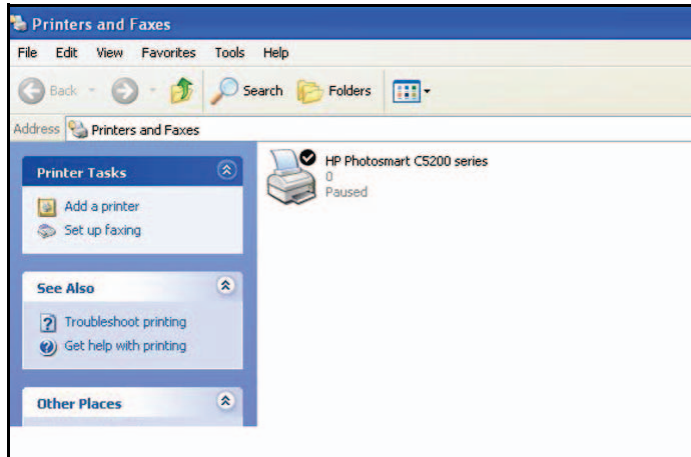 Printers and Faxes
File Edit View Favorites Tools Help
Back Search Folders
Address Printers and Faxes
Printer Tasks
Add a printer
Set up faxing
See Also
Troubleshoot printing
Get help with printing
Other Places
HP Photosmart C5200 series
0
Paused